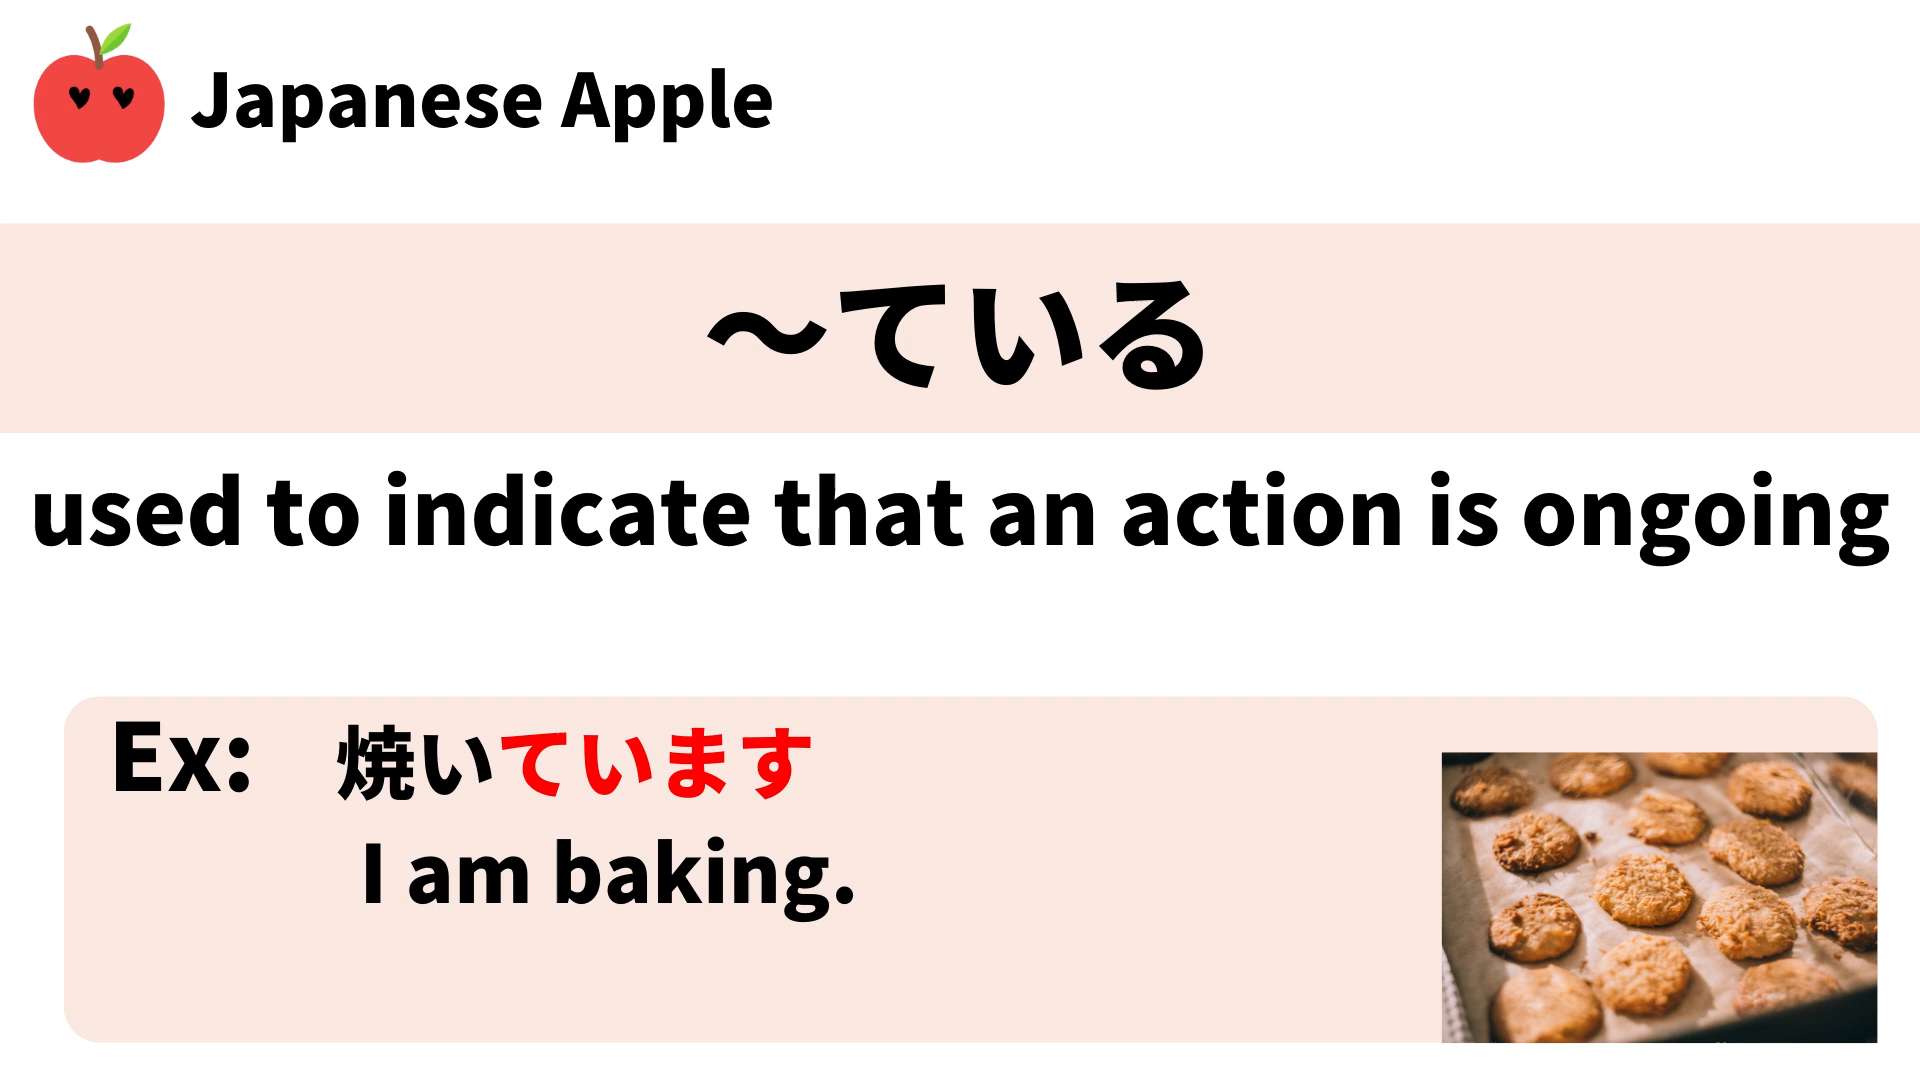 Japanese Apple
～ている
used to indicate that an action is ongoing
Ex: 焼いています
I am baking.